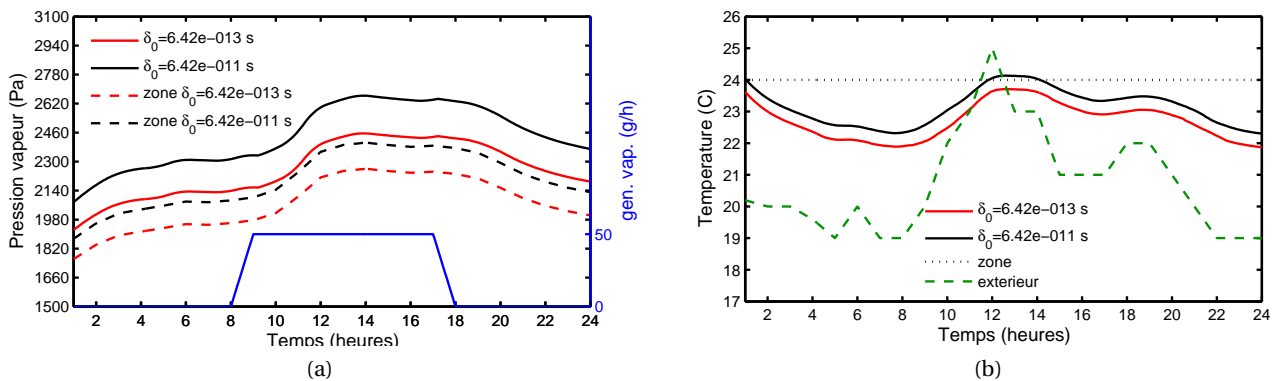 3100
2940
2780
2620
2460
2300
2140
1980
1820
1660
1500
Pression vapeur (Pa)
δ0=6.42e−013 s
δ0=6.42e−011 s
zone δ0=6.42e−013 s
zone δ0=6.42e−011 s
50
0
gen. vap. (g/h)
2 4 6 8 10 12 14 16 18 20 22 24
Temps (heures)
(a)
26
25
24
23
22
21
20
19
18
17
Temperature (C)
δ0=6.42e−013 s
δ0=6.42e−011 s
zone
exterieur
2 4 6 8 10 12 14 16 18 20 22 24
Temps (heures)
(b)